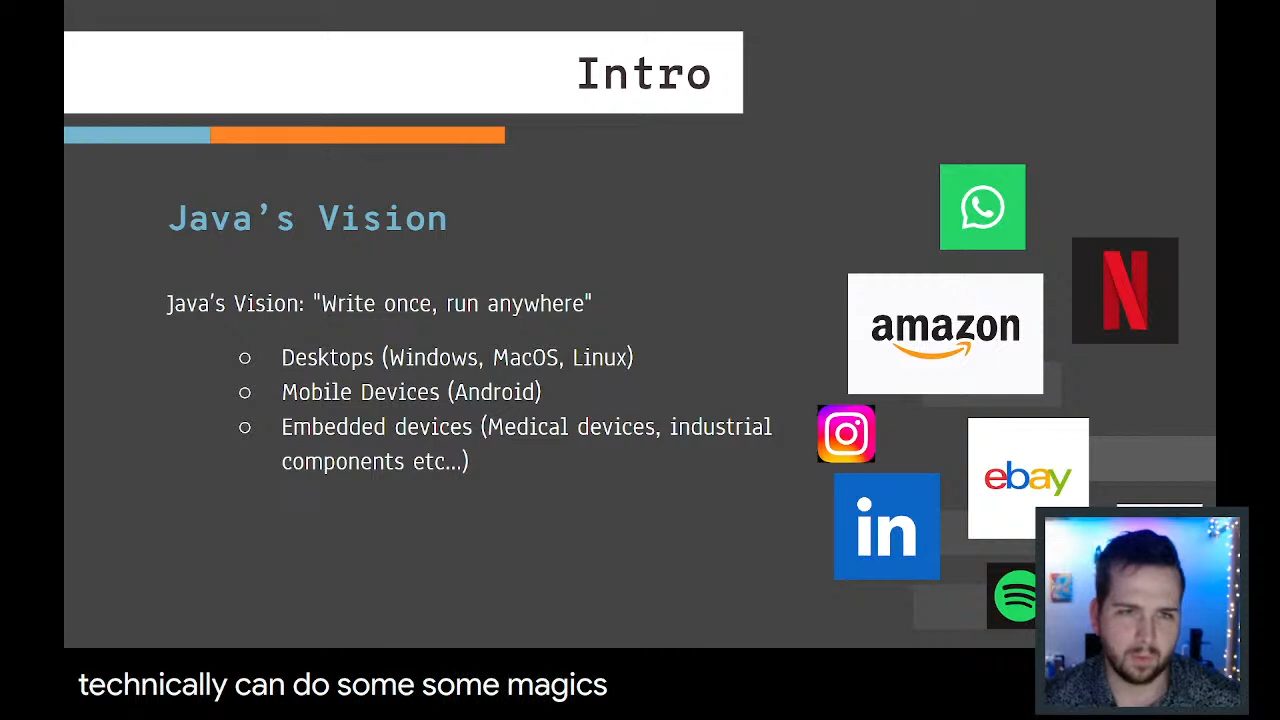 Intro
Java's Vision
Java's Vision: "Write once, run anywhere"
○ Desktops (Windows, MacOS, Linux)
○ Mobile Devices (Android)
○ Embedded devices (Medical devices, industrial
components etc...)
N
amazon
ebay
in
technically can do some some magics